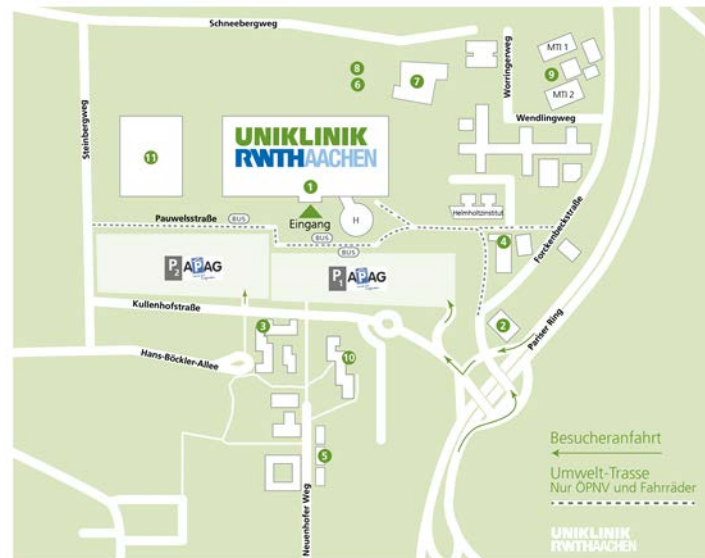 Schneebergweg
Steinbergweg
Worringerweg
MTI 1
MTI 2
Wendlingweg
8
6
7
9
11
UNIKLINIK
RWTHAACHEN
1
Eingang
H
Pauwelsstraße
BUS
BUS
BUS
Helmholtzinstitut
4
Forckenbeckstraße
P2 APAG
P1 APAG
2
Pariser Ring
Kullenhofstraße
3
10
Hans-Böckler-Allee
5
Neuenhofer Weg
Besucheranfahrt
Umwelt-Trasse
Nur ÖPNV und Fahrräder
UNIKLINIK
RWTHAACHEN